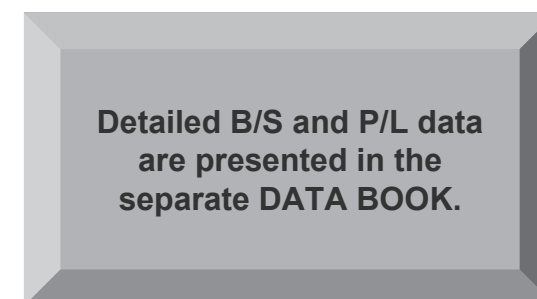 Detailed B/S and P/L data
are presented in the
separate DATA BOOK.